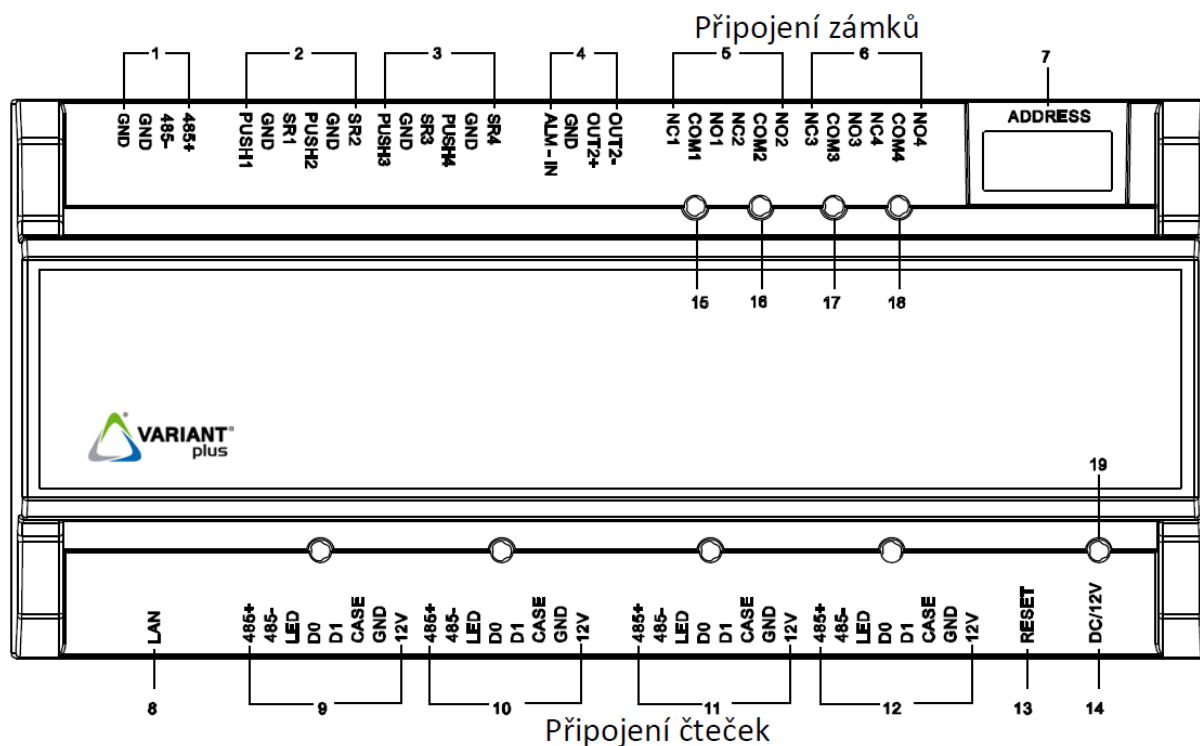 Připojení zámků
1 2 3 4 5 6 7
GND
GND
485-
485+
PUSH1
GND
SR1
PUSH2
GND
SR2
PUSH3
GND
SR3
PUSH4
GND
SR4
ALM - IN
GND
OUT2+
OUT2-
NC1
COM1
NO1
NC2
COM2
NO2
NC3
COM3
NO3
NC4
COM4
NO4
ADDRESS
15 16 17 18
VARIANT®
plus
19
LAN
485+
485-
LED
D0
D1
CASE
GND
12V
485+
485-
LED
D0
D1
CASE
GND
12V
485+
485-
LED
D0
D1
CASE
GND
12V
485+
485-
LED
D0
D1
CASE
GND
12V
RESET
DC/12V
8 9 10 11 12 13 14
Připojení čteček